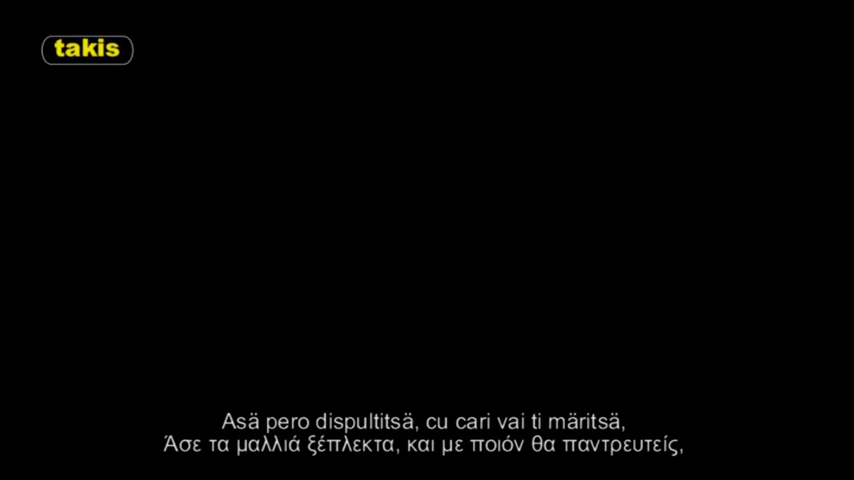 takis
Asä pero dispultitsä, cu cari vai ti märitsä,
Άσε τα μαλλιά ξέπλεκτα, και με ποιόν θα παντρευτείς,